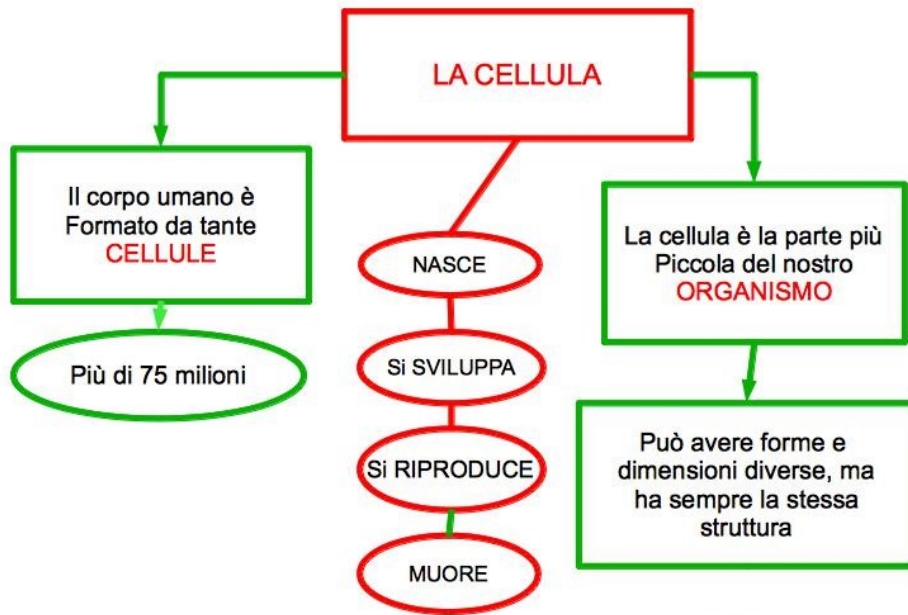 LA CELLULA
Il corpo umano è
Formato da tante
CELLULE
Più di 75 milioni
NASCE
Si SVILUPPA
Si RIPRODUCE
MUORE
La cellula è la parte più
Piccola del nostro
ORGANISMO
Può avere forme e
dimensioni diverse, ma
ha sempre la stessa
struttura